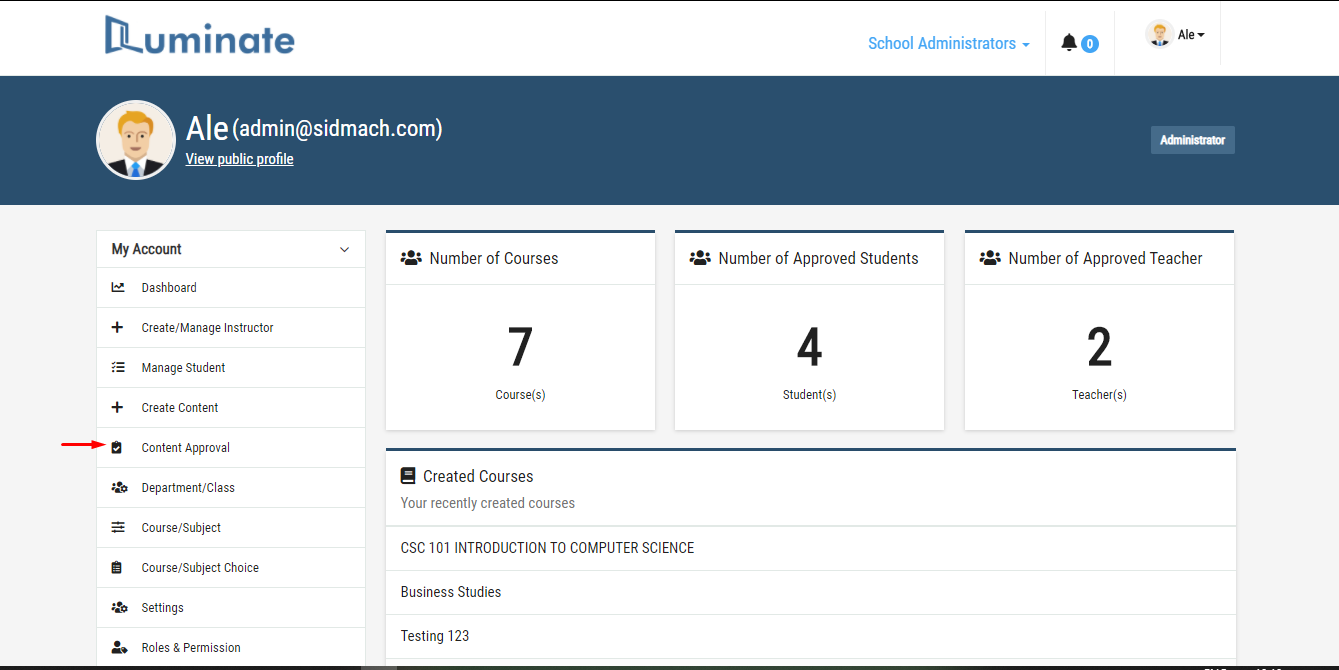 Luminate
School Administrators
0
Ale
Ale (admin@sidmach.com)
View public profile
Administrator
My Account
Dashboard
Create/Manage Instructor
Manage Student
Create Content
Content Approval
Department/Class
Course/Subject
Course/Subject Choice
Settings
Roles & Permission
Number of Courses
7
Course(s)
Number of Approved Students
4
Student(s)
Number of Approved Teacher
2
Teacher(s)
Created Courses
Your recently created courses
CSC 101 INTRODUCTION TO COMPUTER SCIENCE
Business Studies
Testing 123